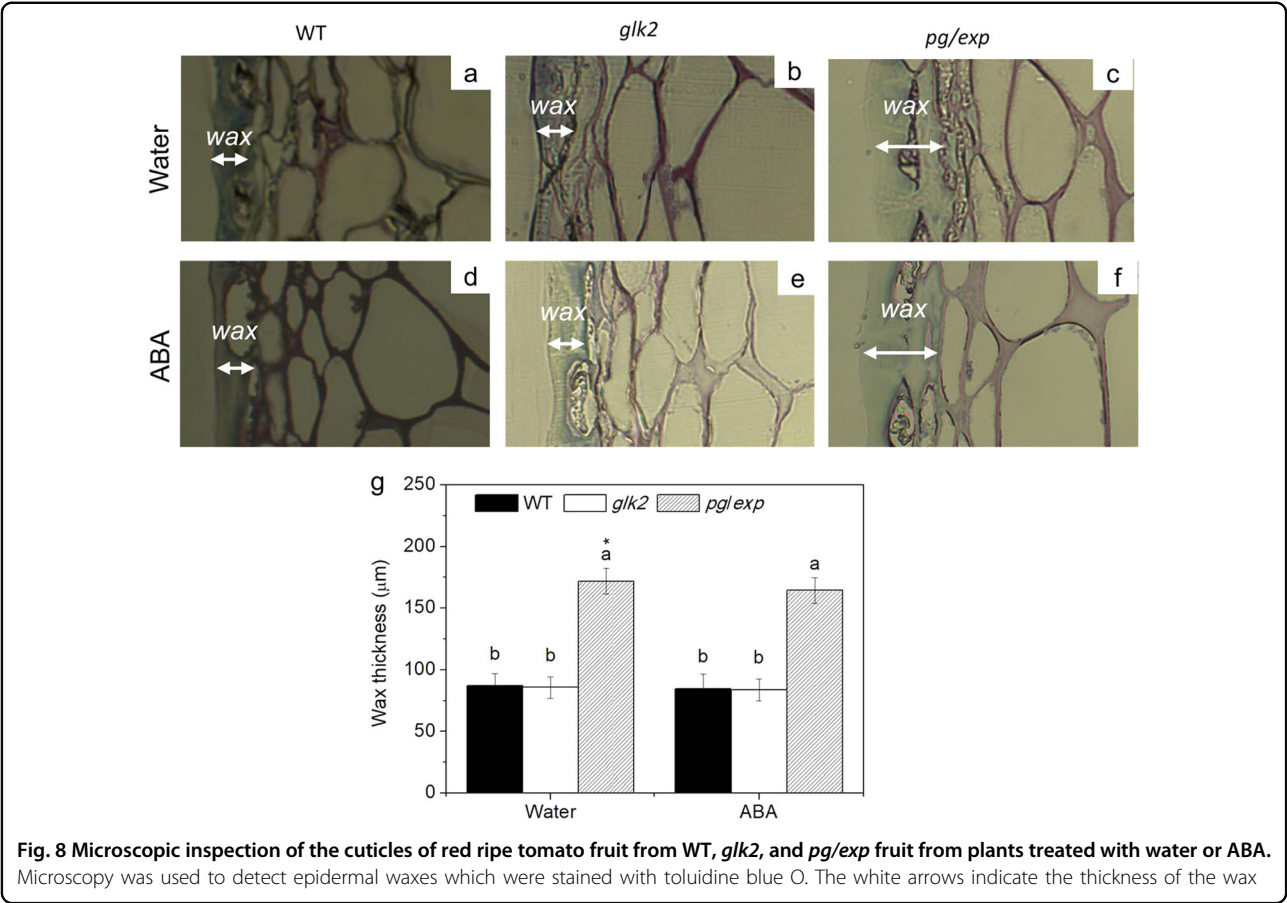 WT
glk2
pg/exp
Water
a
wax
b
wax
c
wax
ABA
d
wax
e
wax
f
wax
g
250
200
150
100
50
0
Wax thickness (μm)
WT
glk2
pg/exp
b
b
*
a
b
b
a
Water
ABA
Fig. 8 Microscopic inspection of the cuticles of red ripe tomato fruit from WT, glk2, and pg/exp fruit from plants treated with water or ABA.
Microscopy was used to detect epidermal waxes which were stained with toluidine blue O. The white arrows indicate the thickness of the wax